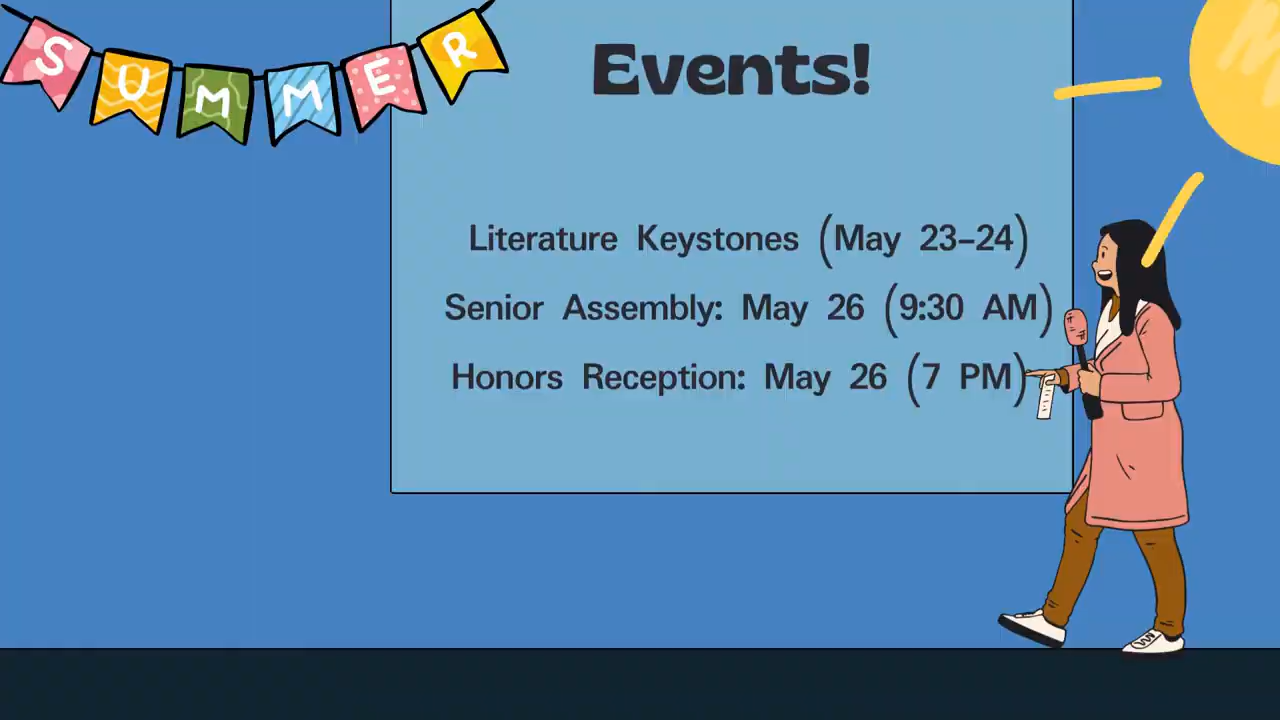 SUMMER
Events!
Literature Keystones (May 23-24)
Senior Assembly: May 26 (9:30 AM)
Honors Reception: May 26 (7 PM)